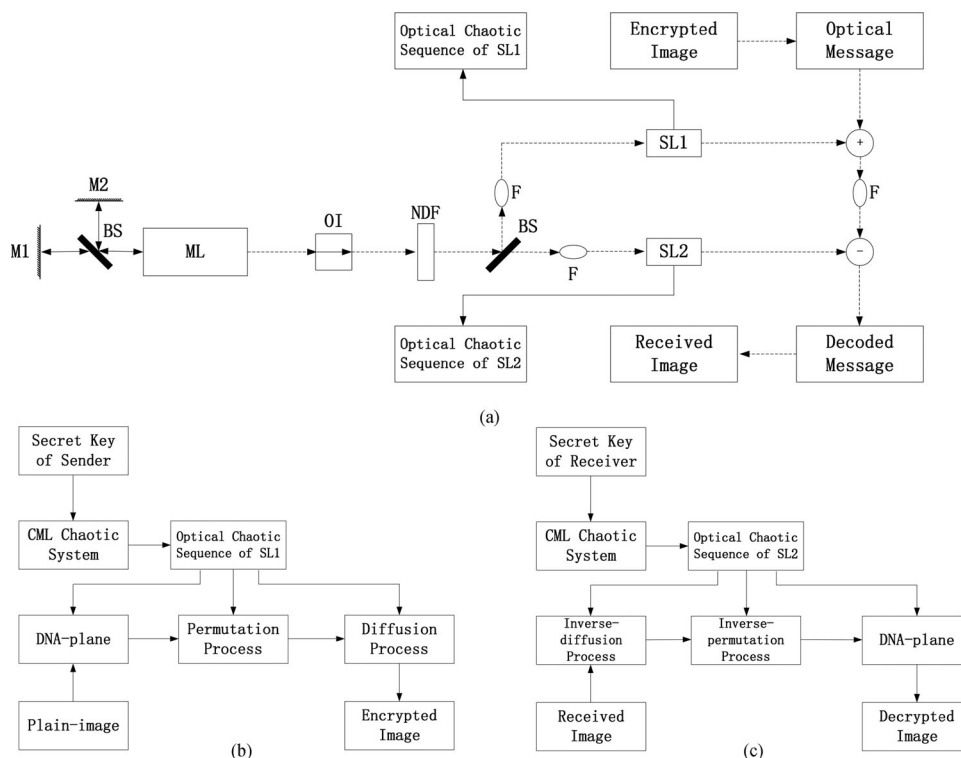 Optical Chaotic
Sequence of SL1
Encrypted
Image
Optical
Message
SL1
+
M2
BS
M1
ML
OI
NDF
F
F
BS
F
SL2
-
Optical Chaotic
Sequence of SL2
Received
Image
Decoded
Message
(a)
Secret Key
of Sender
CML Chaotic
System
Optical Chaotic
Sequence of SL1
DNA-plane
Permutation
Process
Diffusion
Process
Plain-image
Encrypted
Image
(b)
Secret Key
of Receiver
CML Chaotic
System
Optical Chaotic
Sequence of SL2
Inverse-
diffusion
Process
Inverse-
permutation
Process
DNA-plane
Received
Image
Decrypted
Image
(c)